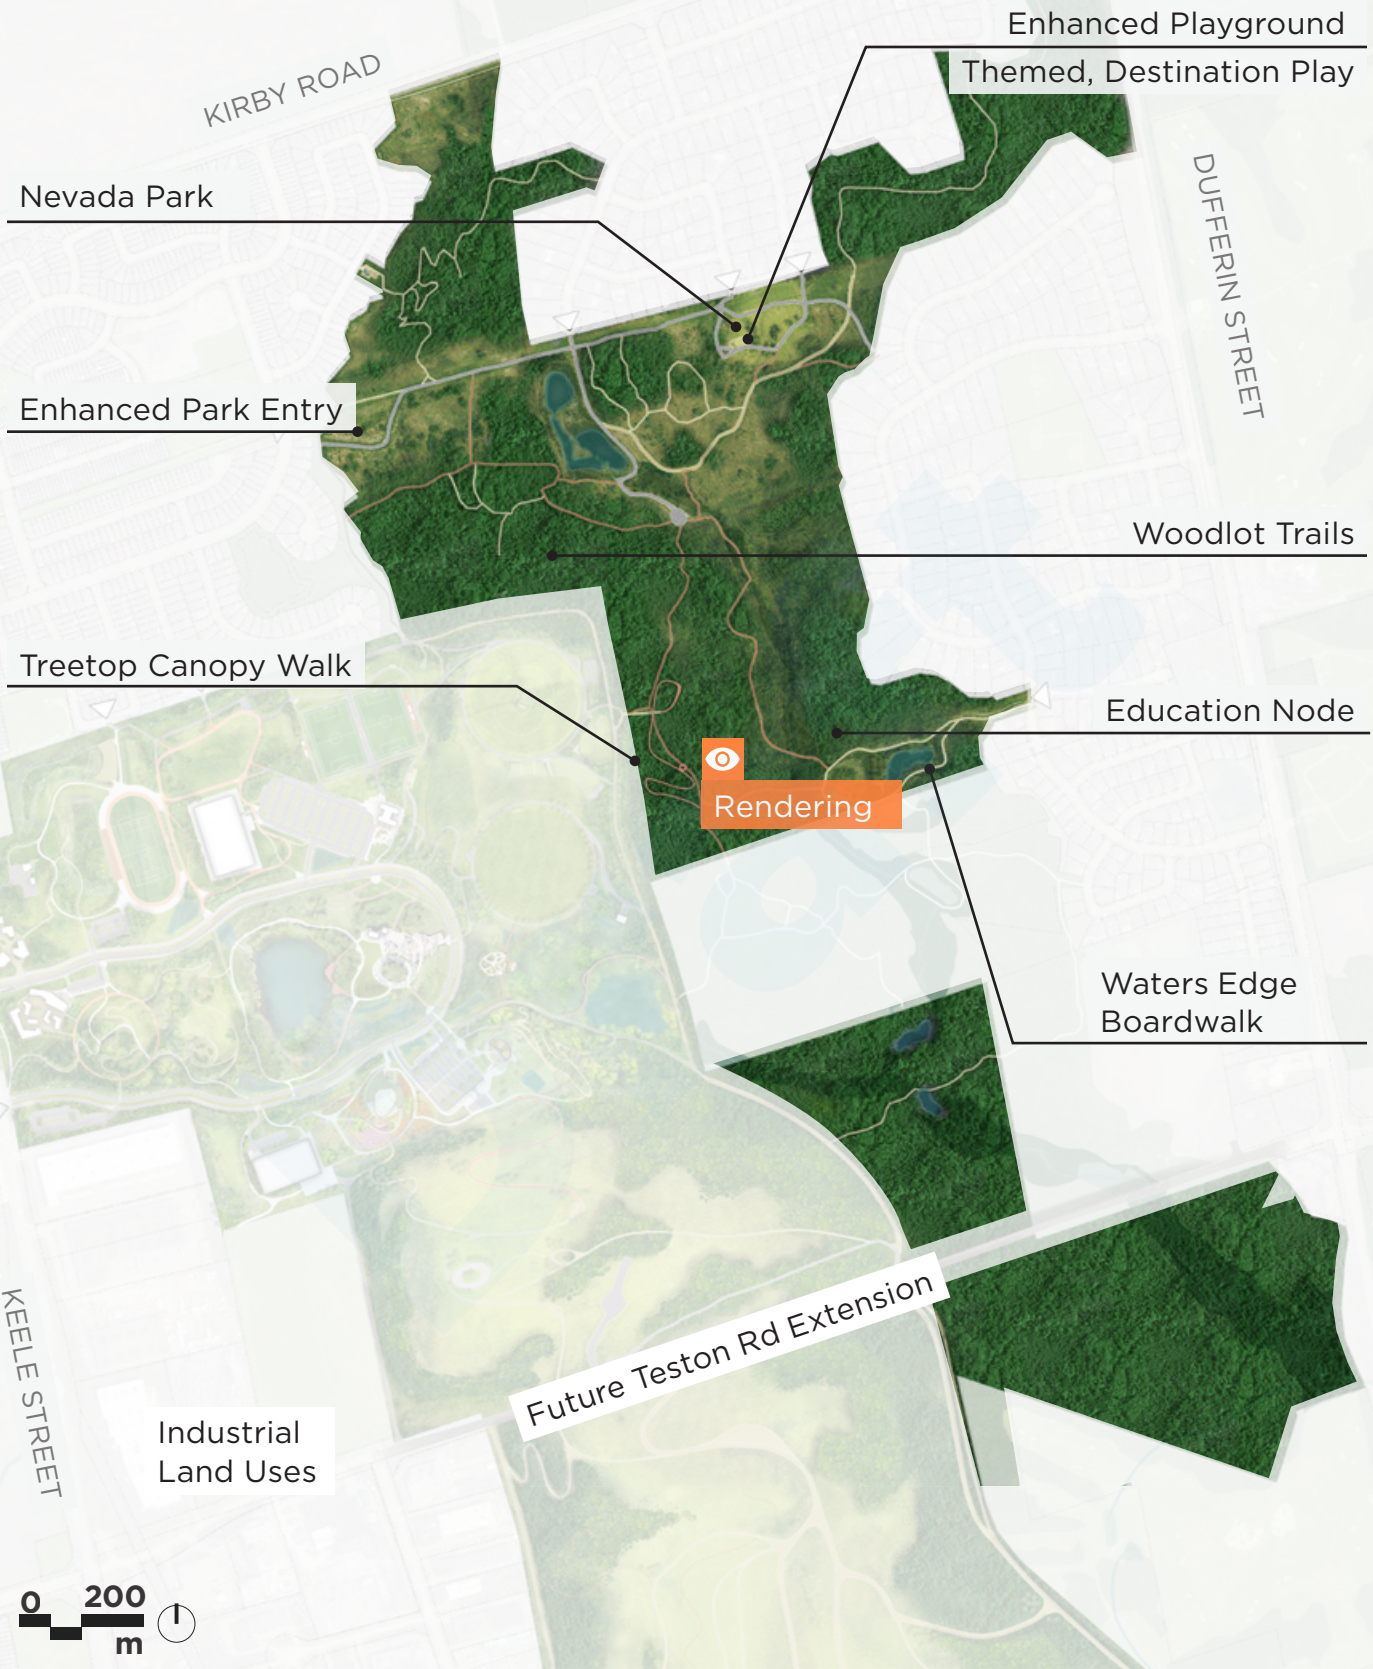 Enhanced Playground
Themed, Destination Play
KIRBY ROAD
Nevada Park
DUFFERIN STREET
Enhanced Park Entry
Woodlot Trails
Treetop Canopy Walk
Education Node
Rendering
Waters Edge
Boardwalk
Future Teston Rd Extension
KEELE STREET
Industrial
Land Uses
0 200
m